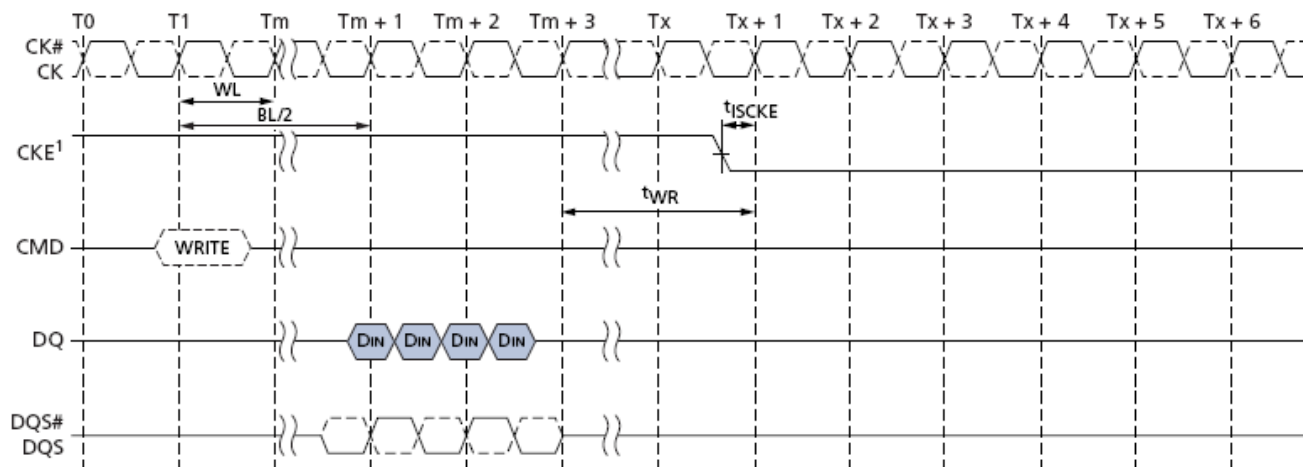 T0 T1 Tm Tm + 1 Tm + 2 Tm + 3 Tx Tx + 1 Tx + 2 Tx + 3 Tx + 4 Tx + 5 Tx + 6
CK#
CK
WL
BL/2
tISCKE
CKE1
tWR
CMD WRITE
DQ DIN DIN DIN DIN
DQS#
DQS